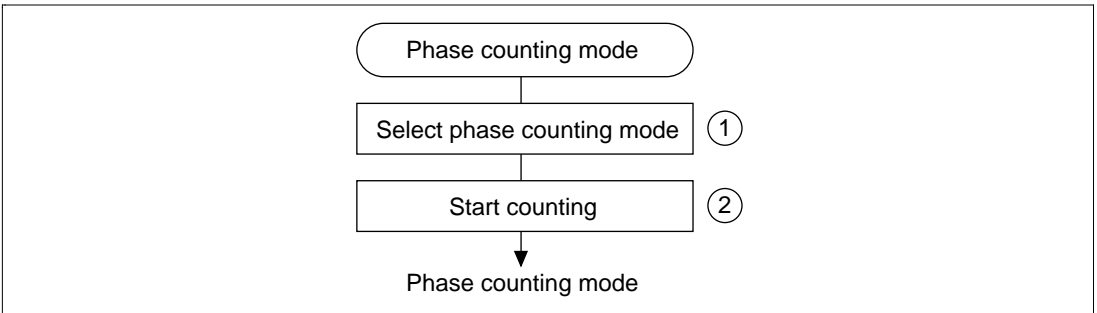 Phase counting mode
Select phase counting mode 1
Start counting 2
Phase counting mode